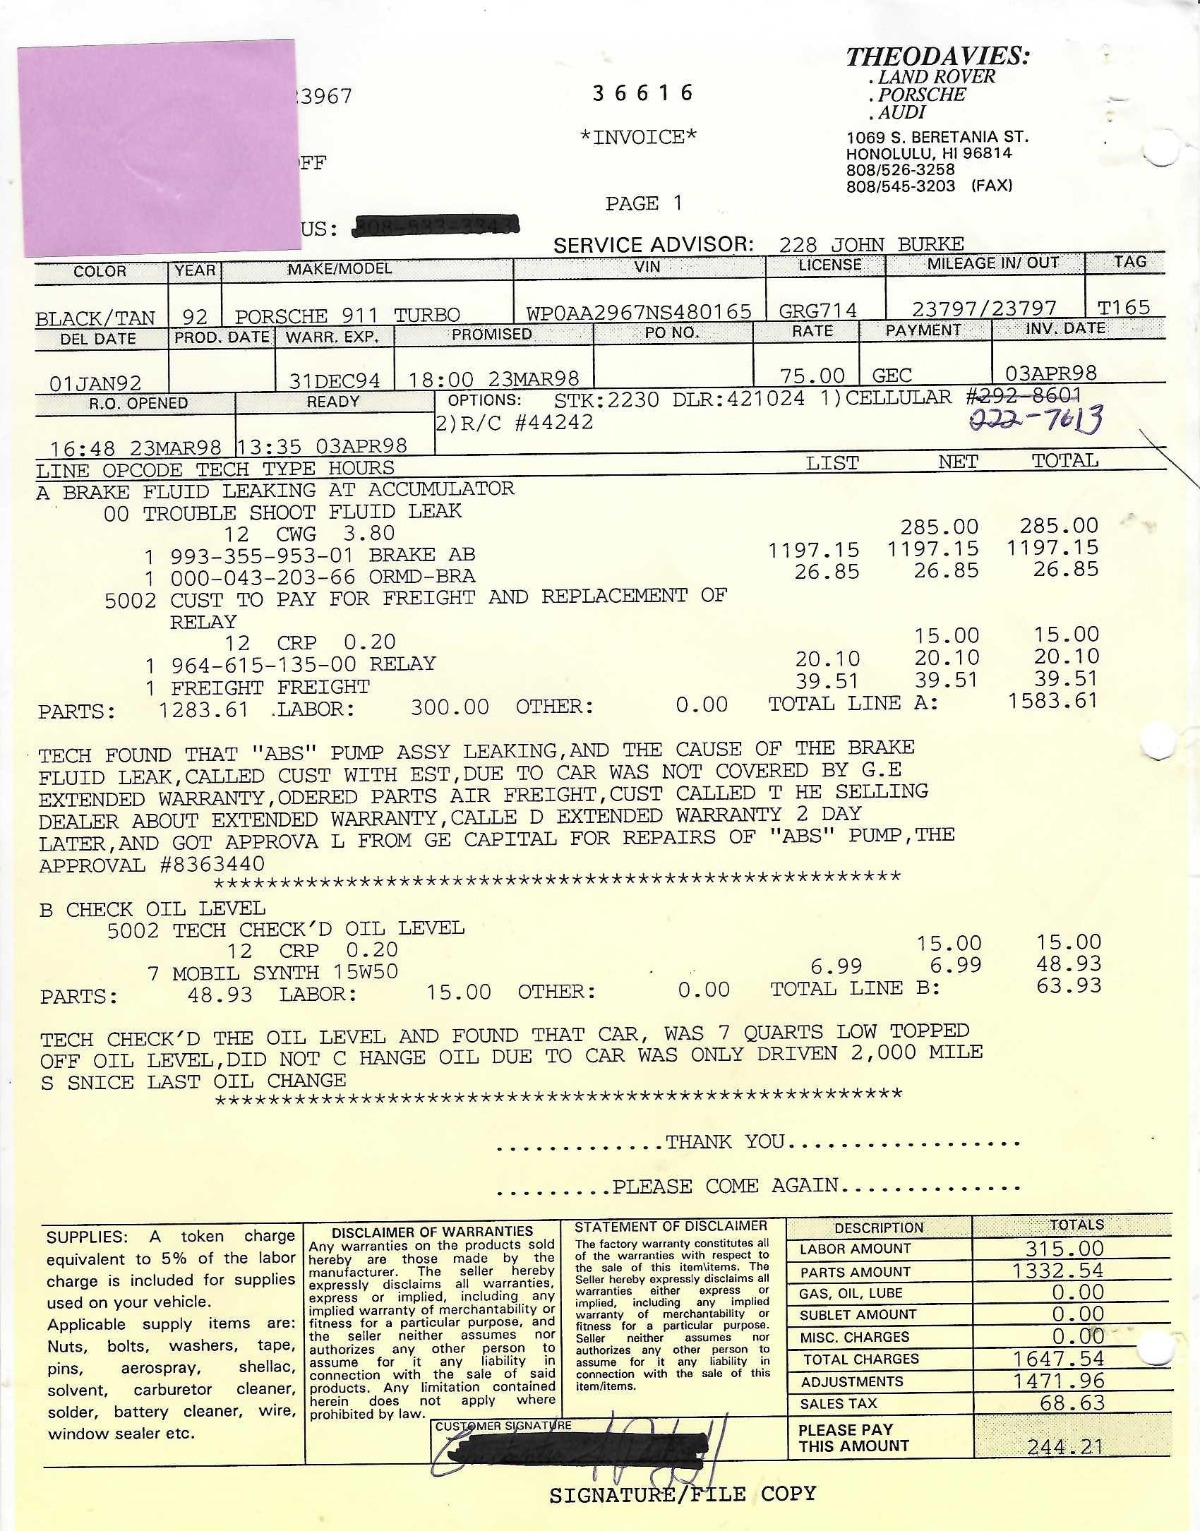 THEODAVIES:
. LAND ROVER
. PORSCHE
. AUDI
3967
36616
*INVOICE*
1069 S. BERETANIA ST.
HONOLULU, HI 96814
808/526-3258
808/545-3203 (FAX)
FF
PAGE 1
US:
SERVICE ADVISOR: 228 JOHN BURKE
COLOR YEAR MAKE/MODEL VIN LICENSE MILEAGE IN/ OUT TAG
BLACK/TAN 92 PORSCHE 911 TURBO WP0AA2967NS480165 GRG714 23797/23797 T165
DEL DATE PROD. DATE WARR. EXP. PROMISED PO NO. RATE PAYMENT INV. DATE
01JAN92 31DEC94 18:00 23MAR98 75.00 GEC 03APR98
R.O. OPENED READY OPTIONS: STK:2230 DLR:421024 1)CELLULAR #292-8601
2)R/C #44242 222-7613
16:48 23MAR98 13:35 03APR98
LINE OPCODE TECH TYPE HOURS LIST NET TOTAL
A BRAKE FLUID LEAKING AT ACCUMULATOR
00 TROUBLE SHOOT FLUID LEAK
12 CWG 3.80 285.00 285.00
1 993-355-953-01 BRAKE AB 1197.15 1197.15 1197.15
1 000-043-203-66 ORMD-BRA 26.85 26.85 26.85
5002 CUST TO PAY FOR FREIGHT AND REPLACEMENT OF
RELAY
12 CRP 0.20 15.00 15.00
1 964-615-135-00 RELAY 20.10 20.10 20.10
1 FREIGHT FREIGHT 39.51 39.51 39.51
PARTS: 1283.61 LABOR: 300.00 OTHER: 0.00 TOTAL LINE A: 1583.61
TECH FOUND THAT "ABS" PUMP ASSY LEAKING,AND THE CAUSE OF THE BRAKE
FLUID LEAK,CALLED CUST WITH EST,DUE TO CAR WAS NOT COVERED BY G.E
EXTENDED WARRANTY,ODERED PARTS AIR FREIGHT,CUST CALLED T HE SELLING
DEALER ABOUT EXTENDED WARRANTY,CALLE D EXTENDED WARRANTY 2 DAY
LATER,AND GOT APPROVA L FROM GE CAPITAL FOR REPAIRS OF "ABS" PUMP,THE
APPROVAL #8363440
****************************************************
B CHECK OIL LEVEL
5002 TECH CHECK'D OIL LEVEL
12 CRP 0.20 15.00 15.00
7 MOBIL SYNTH 15W50 6.99 6.99 48.93
PARTS: 48.93 LABOR: 15.00 OTHER: 0.00 TOTAL LINE B: 63.93
TECH CHECK'D THE OIL LEVEL AND FOUND THAT CAR, WAS 7 QUARTS LOW TOPPED
OFF OIL LEVEL,DID NOT C HANGE OIL DUE TO CAR WAS ONLY DRIVEN 2,000 MILE
S SNICE LAST OIL CHANGE
****************************************************
.............THANK YOU..................
.........PLEASE COME AGAIN..............
SUPPLIES: A token charge
equivalent to 5% of the labor
charge is included for supplies
used on your vehicle.
Applicable supply items are:
Nuts, bolts, washers, tape,
pins, aerospray, shellac,
solvent, carburetor cleaner,
solder, battery cleaner, wire,
window sealer etc.
DISCLAIMER OF WARRANTIES
Any warranties on the products sold
hereby are those made by the
manufacturer. The seller hereby
expressly disclaims all warranties,
express or implied, including any
implied warranty of merchantability or
fitness for a particular purpose, and
the seller neither assumes nor
authorizes any other person to
assume for it any liability in
connection with the sale of said
products. Any limitation contained
herein does not apply where
prohibited by law.
STATEMENT OF DISCLAIMER
The factory warranty constitutes all
of the warranties with respect to
the sale of this item\items. The
Seller hereby expressly disclaims all
warranties either express or
implied, including any implied
warranty of merchantability or
fitness for a particular purpose.
Seller neither assumes nor
authorizes any other person to
assume for it any liability in
connection with the sale of this
item/items.
CUSTOMER SIGNATURE
DESCRIPTION TOTALS
LABOR AMOUNT 315.00
PARTS AMOUNT 1332.54
GAS, OIL, LUBE 0.00
SUBLET AMOUNT 0.00
MISC. CHARGES 0.00
TOTAL CHARGES 1647.54
ADJUSTMENTS 1471.96
SALES TAX 68.63
PLEASE PAY
THIS AMOUNT 244.21
SIGNATURE/FILE COPY